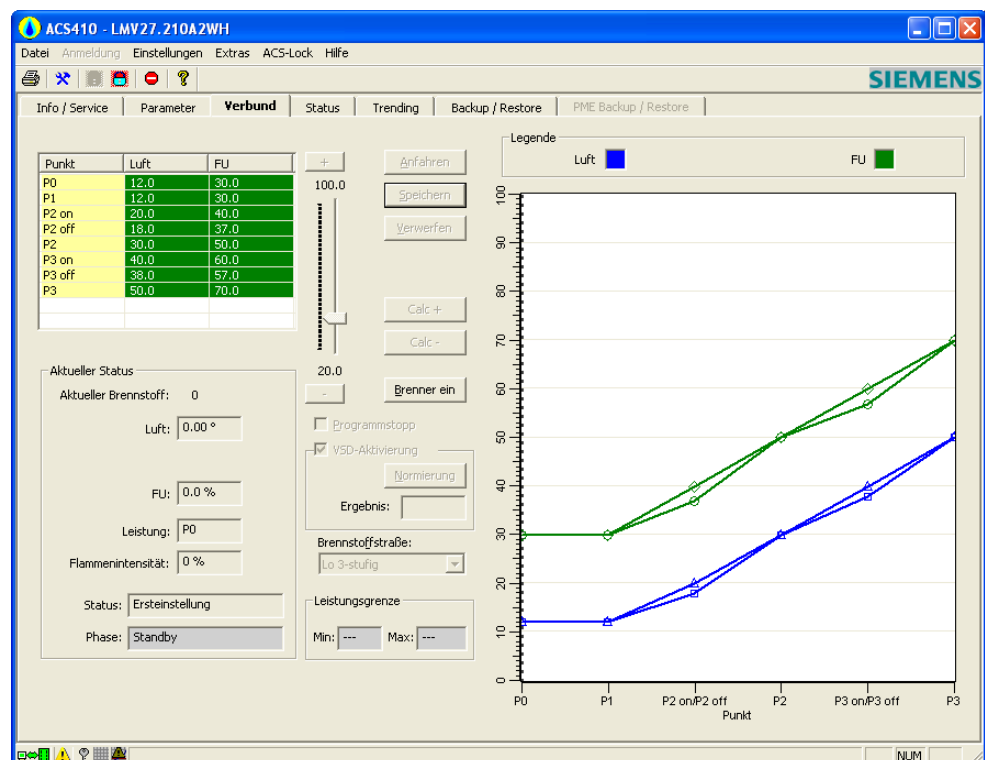 ACS410 - LMV27.210A2WH
Datei Anmeldung Einstellungen Extras ACS-Lock Hilfe
SIEMENS
Info / Service Parameter Verbund Status Trending Backup / Restore PME Backup / Restore
Punkt Luft FU
P0 12.0 30.0
P1 12.0 30.0
P2 on 20.0 40.0
P2 off 18.0 37.0
P2 30.0 50.0
P3 on 40.0 60.0
P3 off 38.0 57.0
P3 50.0 70.0
+
100.0
20.0
-
Anfahren
Speichern
Verwerfen
Calc +
Calc -
Brenner ein
Aktueller Status
Aktueller Brennstoff: 0
Luft: 0.00 °
FU: 0.0 %
Leistung: P0
Flammenintensität: 0 %
Status: Ersteinstellung
Phase: Standby
Programmstopp
VSD-Aktivierung
Normierung
Ergebnis:
Brennstoffstraße:
Lo 3-stufig
Leistungsgrenze
Min: --- Max: ---
Legende
Luft FU
100
90
80
70
60
50
40
30
20
10
0
P0 P1 P2 on/P2 off P2 P3 on/P3 off P3
Punkt
NUM